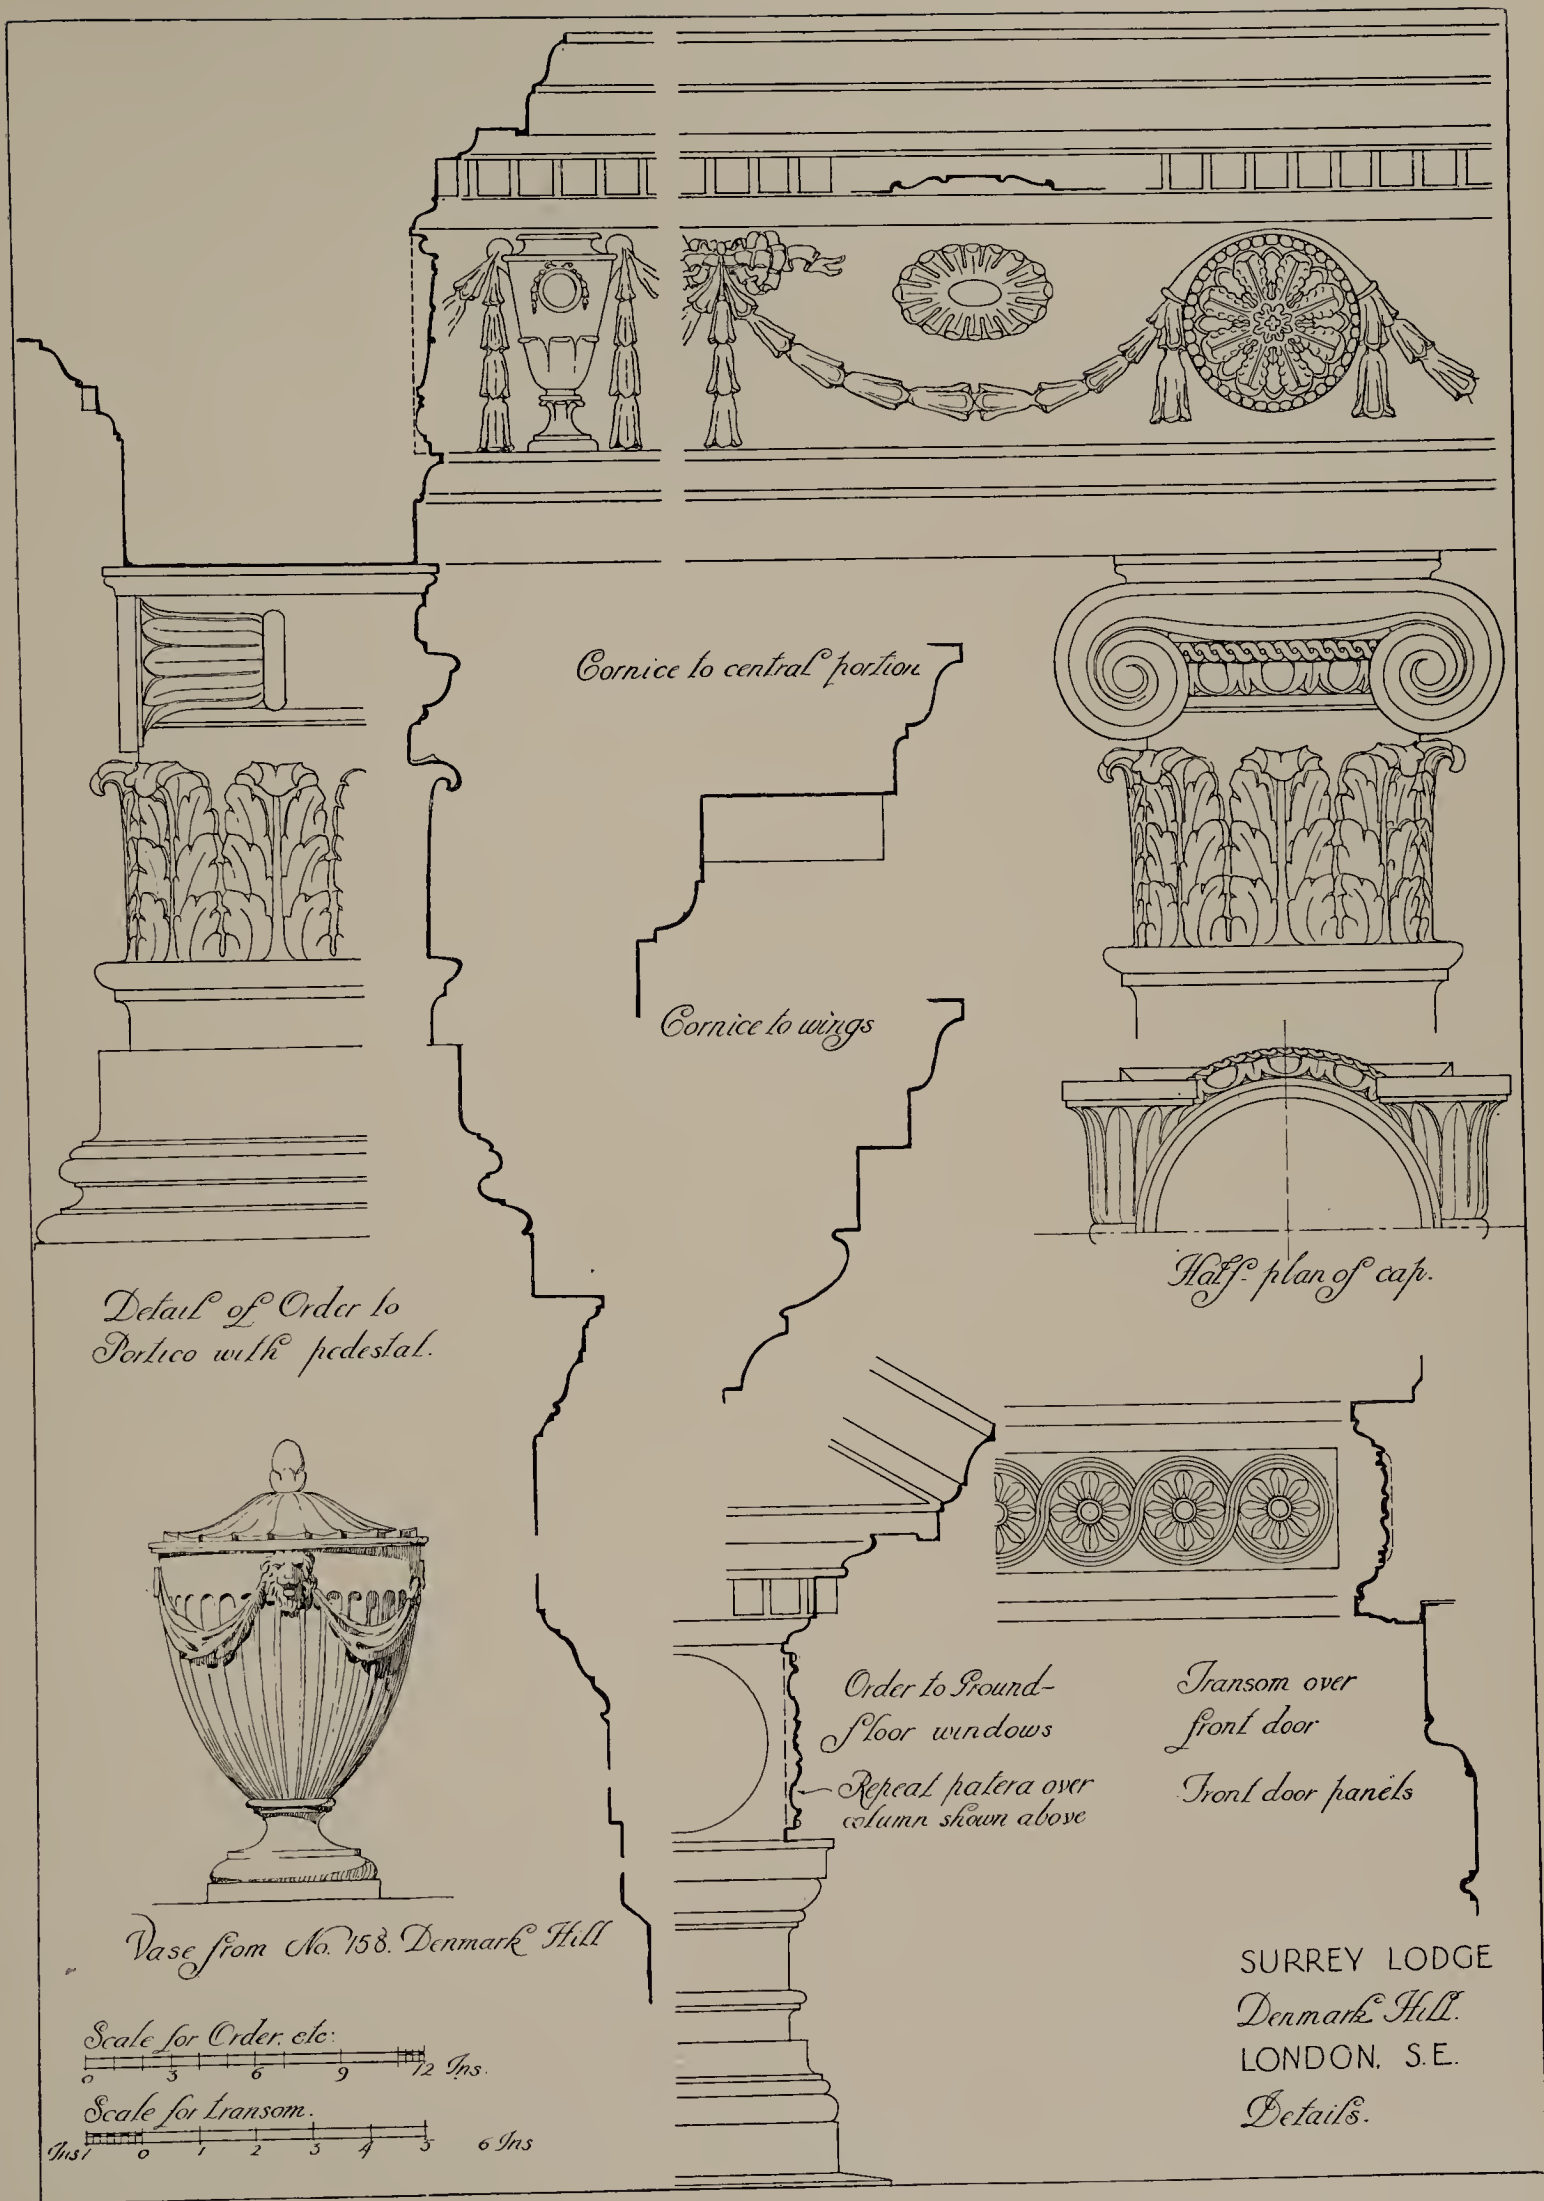 Cornice to central portion
Cornice to wings
Half-plan of cap.
Detail of Order to
Portico with pedestal.
Order to Ground-
floor windows
Repeat patera over
column shown above
Transom over
front door
Front door panels
Vase from No. 158. Denmark Hill
Scale for Order. etc:
0 3 6 9 12 Ins.
Scale for transom.
Ins 1 0 1 2 3 4 5 6 Ins
SURREY LODGE
Denmark Hill.
LONDON. S.E.
Details.